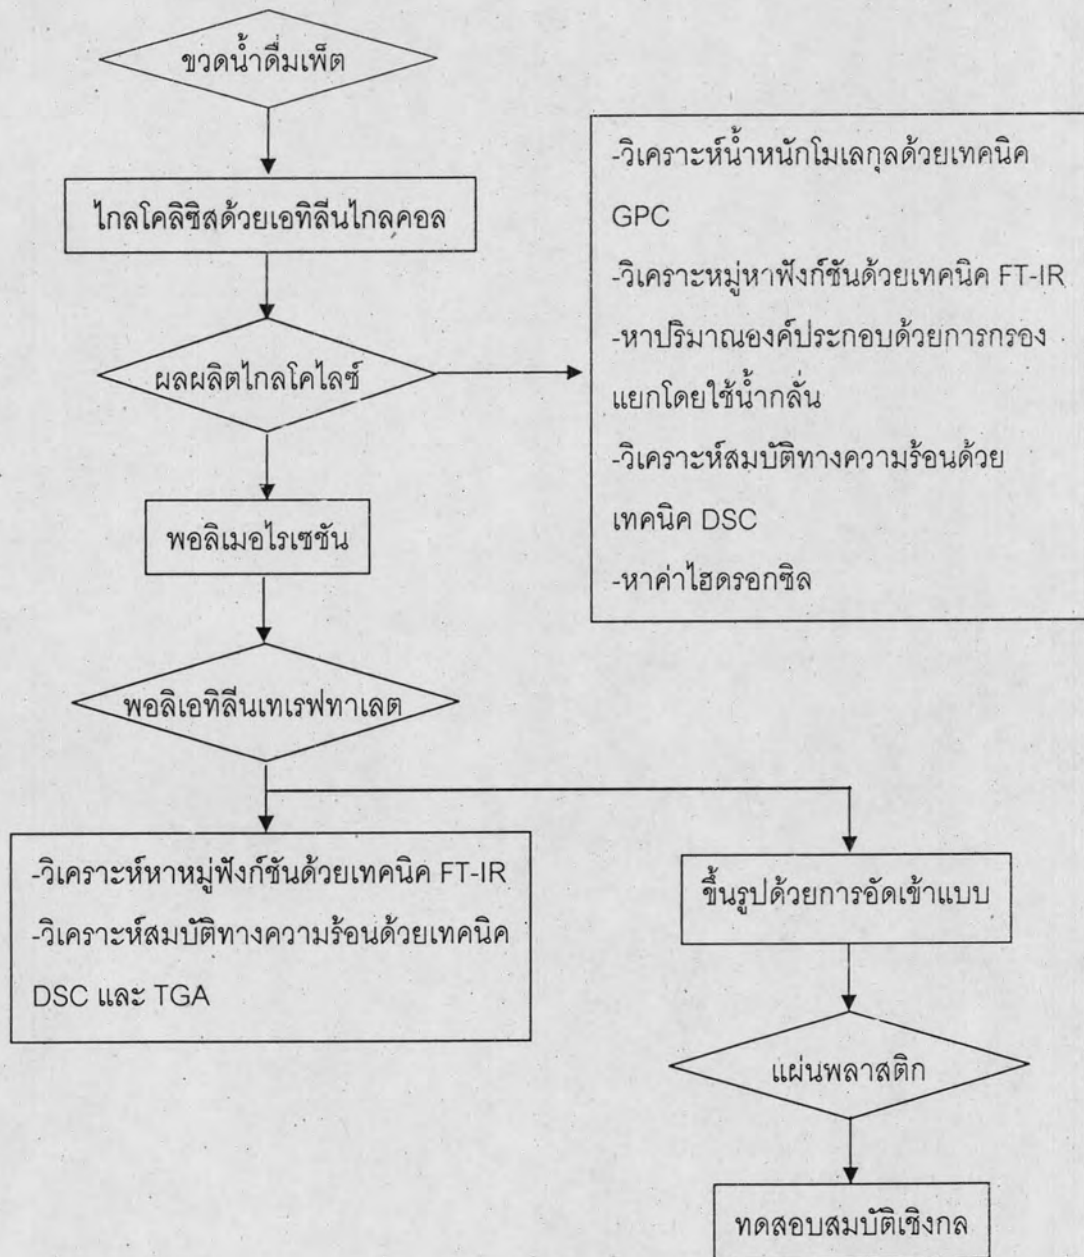 ขวดน้ำดื่มเพ็ต
ไกลโคลิซิสด้วยเอทิลีนไกลคอล
ผลผลิตไกลโคไลซ์
-วิเคราะห์น้ำหนักโมเลกุลด้วยเทคนิค
GPC
-วิเคราะหมู่หาฟังก์ชันด้วยเทคนิค FT-IR
-หาปริมาณองค์ประกอบด้วยการกรอง
แยกโดยใช้น้ำกลั่น
-วิเคราะห์สมบัติทางความร้อนด้วย
เทคนิค DSC
-หาค่าไฮดรอกซิล
พอลิเมอไรเซชัน
พอลิเอทิลีนเทเรฟทาเลต
-วิเคราะห์หาหมู่ฟังก์ชันด้วยเทคนิค FT-IR
-วิเคราะห์สมบัติทางความร้อนด้วยเทคนิค
DSC และ TGA
ขึ้นรูปด้วยการอัดเข้าแบบ
แผ่นพลาสติก
ทดสอบสมบัติเชิงกล